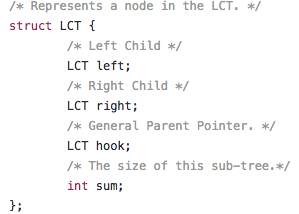 /* Represents a node in the LCT. */
struct LCT {
/* Left Child */
LCT left;
/* Right Child */
LCT right;
/* General Parent Pointer. */
LCT hook;
/* The size of this sub-tree.*/
int sum;
};